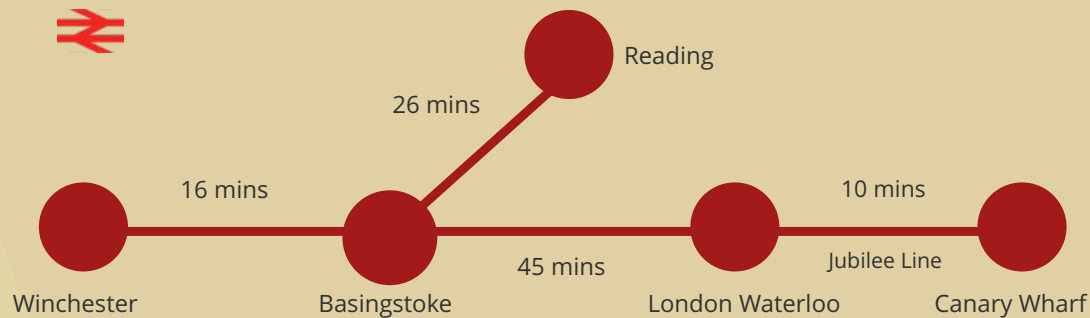 Reading
26 mins
16 mins
10 mins
45 mins
Jubilee Line
Winchester
Basingstoke
London Waterloo
Canary Wharf